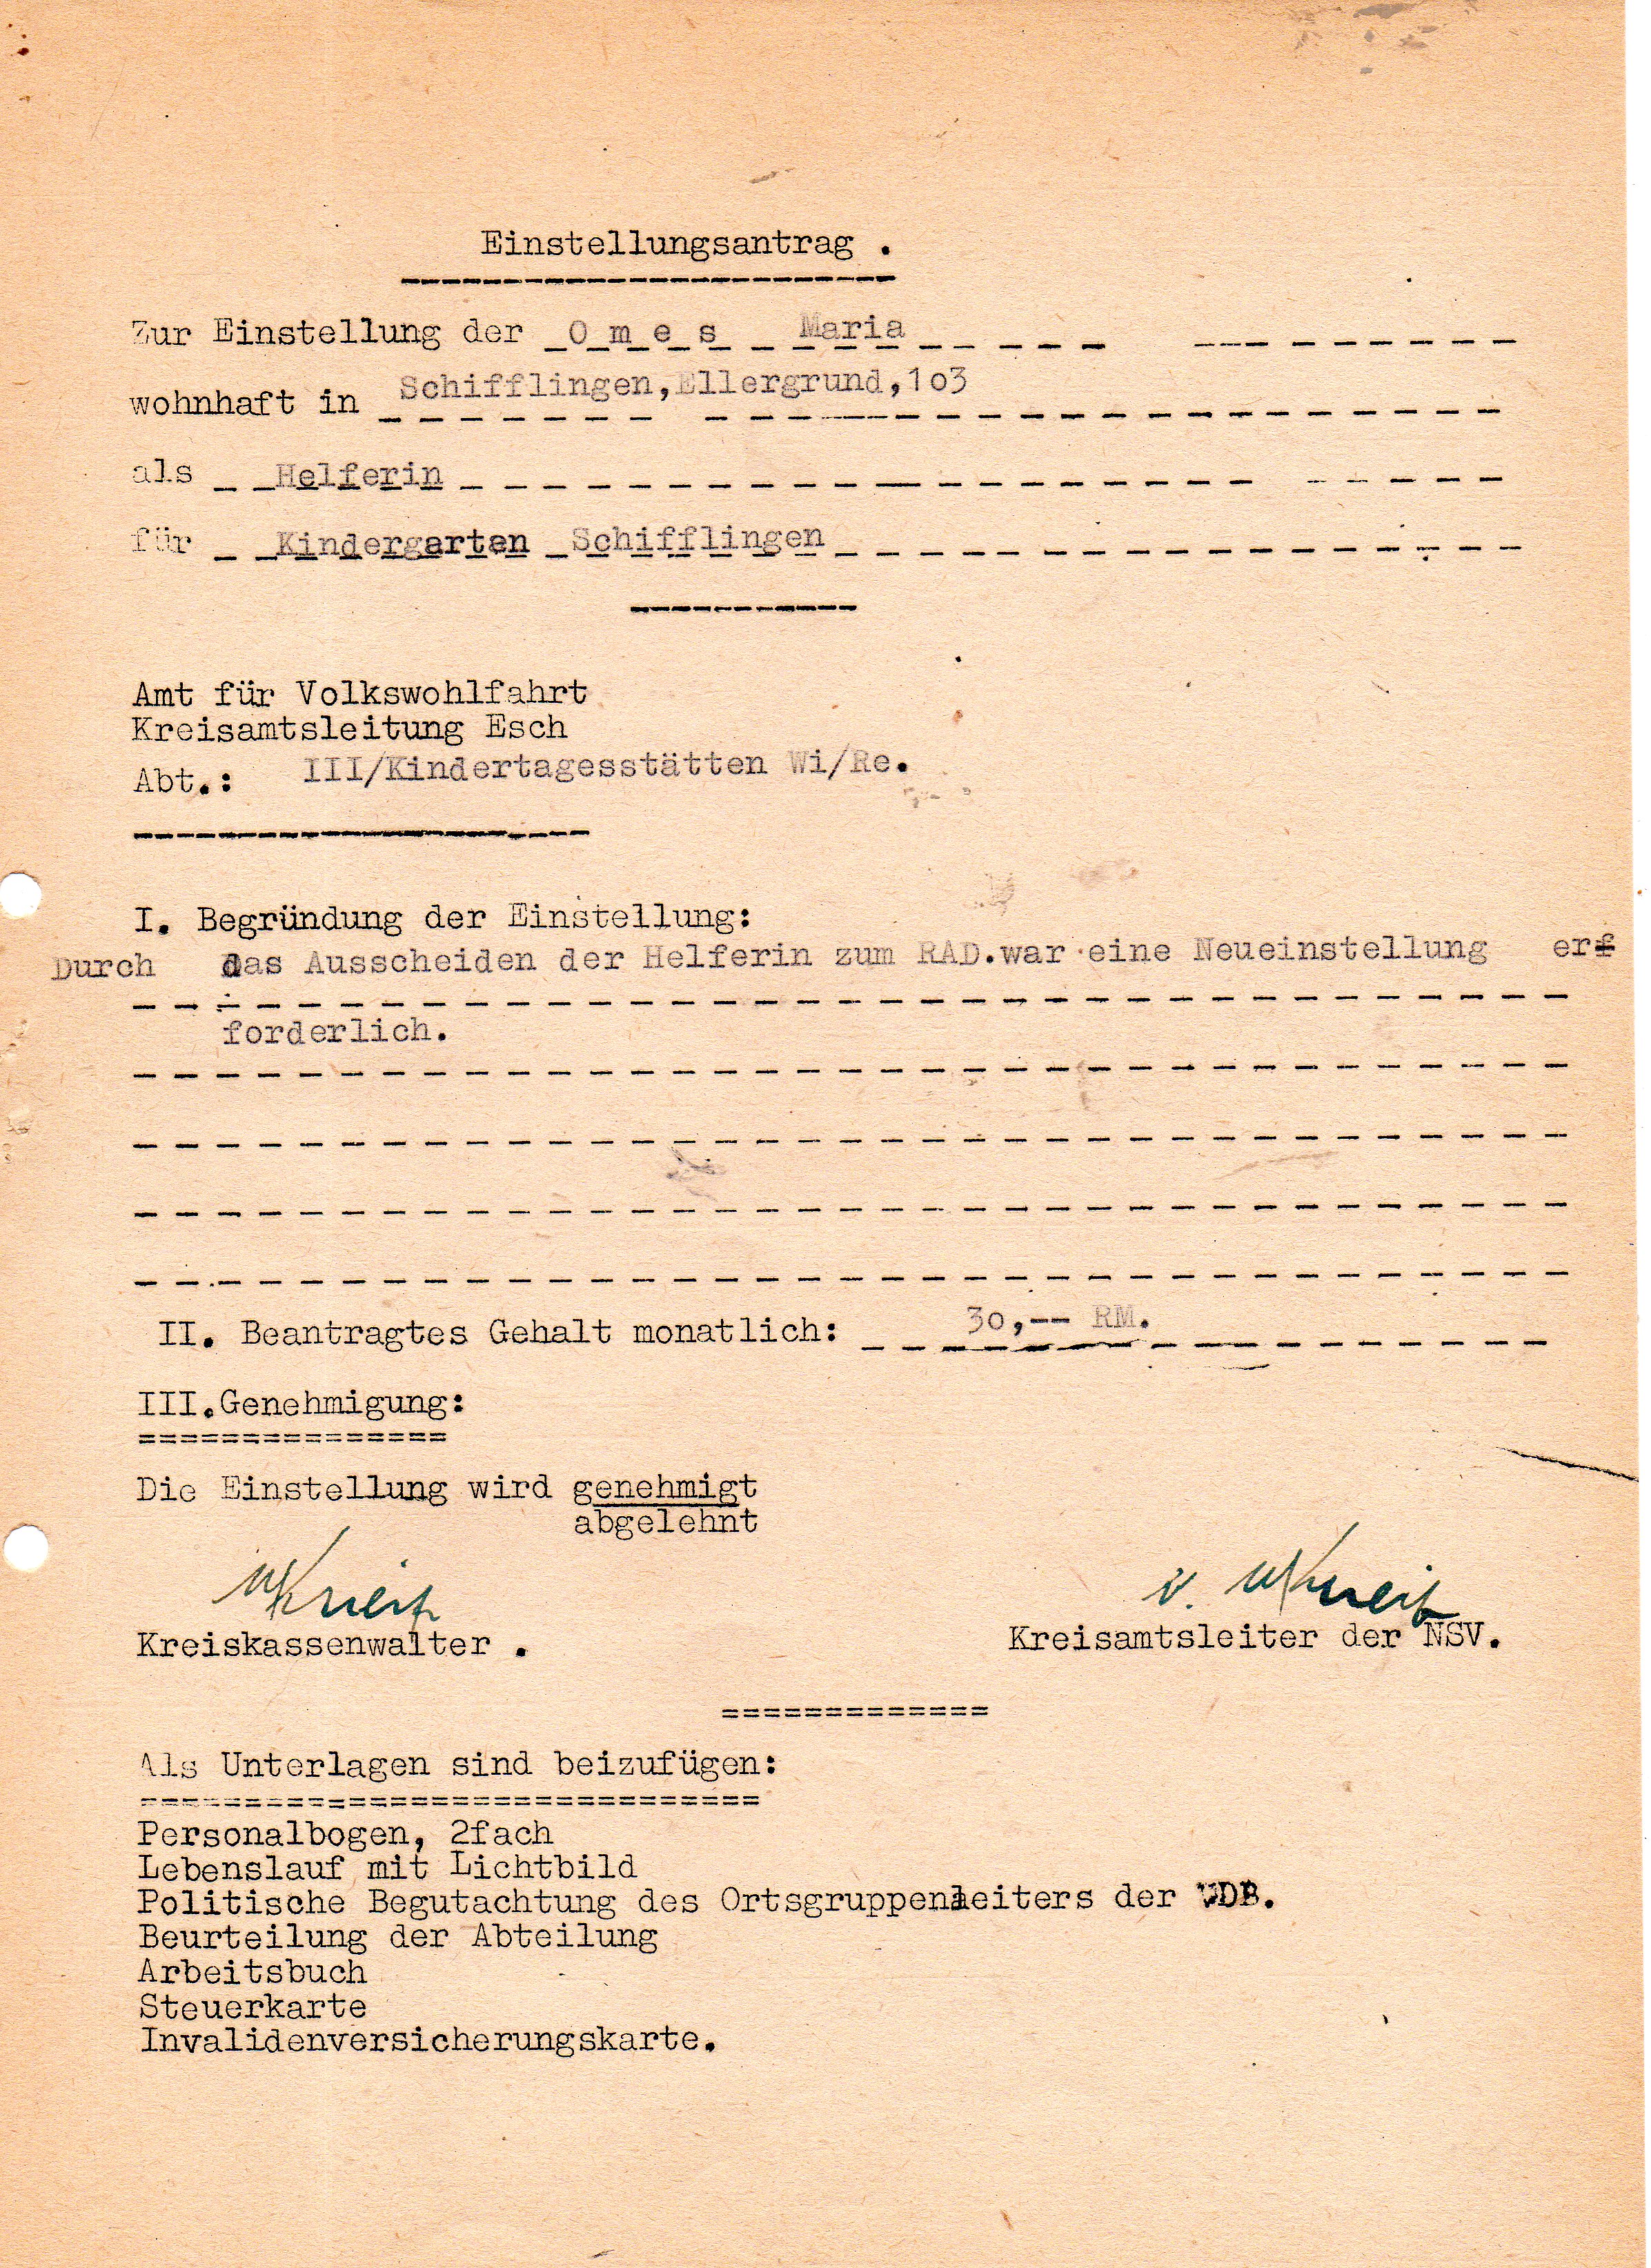 Einstellungsantrag .
Zur Einstellung der O m e s Maria
wohnhaft in Schifflingen,Ellergrund,1o3
als Helferin
für Kindergarten Schifflingen
Amt für Volkswohlfahrt
Kreisamtsleitung Esch
Abt.: III/Kindertagesstätten Wi/Re.
I. Begründung der Einstellung:
Durch das Ausscheiden der Helferin zum RAD.war eine Neueinstellung erf
forderlich.
II. Beantragtes Gehalt monatlich: 3o,-- RM.
III.Genehmigung:
===============
Die Einstellung wird genehmigt
abgelehnt
Kreiskassenwalter .
Kreisamtsleiter der NSV.
=============
Als Unterlagen sind beizufügen:
==============================
Personalbogen, 2fach
Lebenslauf mit Lichtbild
Politische Begutachtung des Ortsgruppenleiters der VDB.
Beurteilung der Abteilung
Arbeitsbuch
Steuerkarte
Invalidenversicherungskarte.